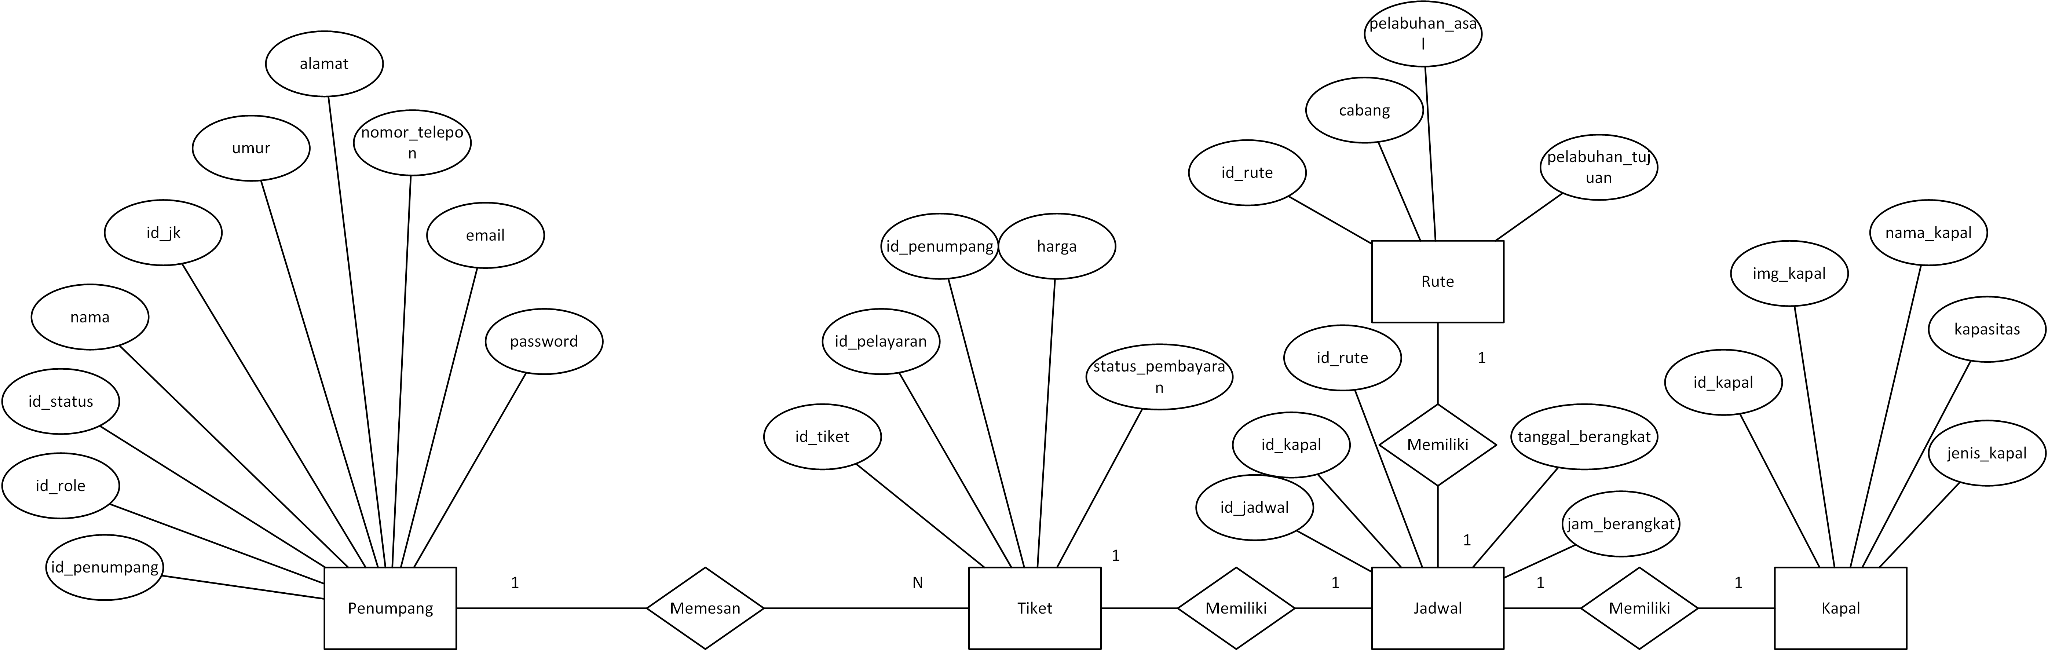 pelabuhan_asa
l
alamat
cabang
nomor_telepo
n
umur
pelabuhan_tuj
uan
id_rute
id_jk
email
nama_kapal
id_penumpang
harga
img_kapal
Rute
nama
kapasitas
password
id_pelayaran
id_rute
1
status_pembayara
n
id_kapal
id_status
id_tiket
id_kapal
Memiliki
tanggal_berangkat
jenis_kapal
id_role
id_jadwal
jam_berangkat
1
1
id_penumpang
1
N
1
1
1
Penumpang
Memesan
Tiket
Memiliki
Jadwal
Memiliki
Kapal